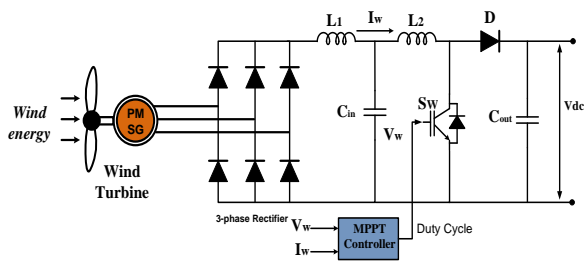 L1
Iw
L2
D
Wind
energy
PM
SG
Wind
Turbine
Cin
Vw
Sw
Cout
Vdc
3-phase Rectifier
Vw
Iw
MPPT
Controller
Duty Cycle